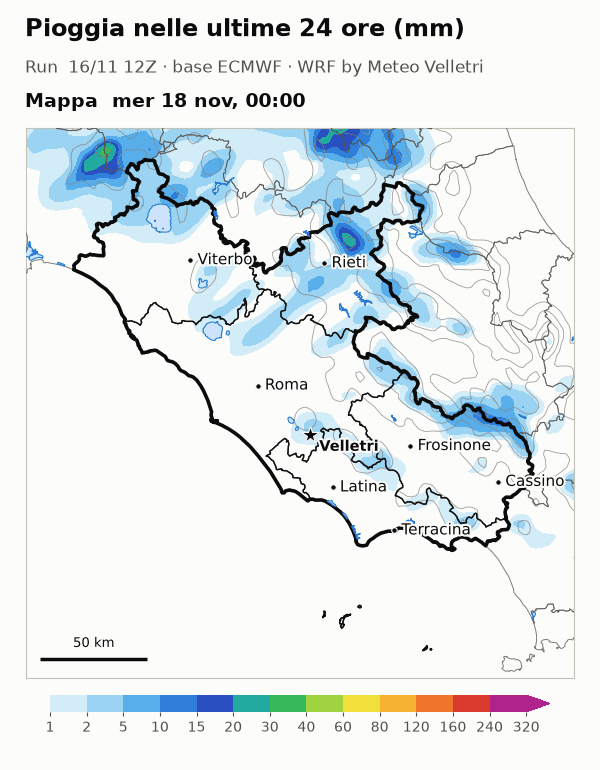 Pioggia nelle ultime 24 ore (mm)
Run 16/11 12Z · base ECMWF · WRF by Meteo Velletri
Mappa mer 18 nov, 00:00
Viterbo
Rieti
Roma
Velletri
Frosinone
Cassino
Latina
Terracina
50 km
1 2 5 10 15 20 30 40 60 80 120 160 240 320